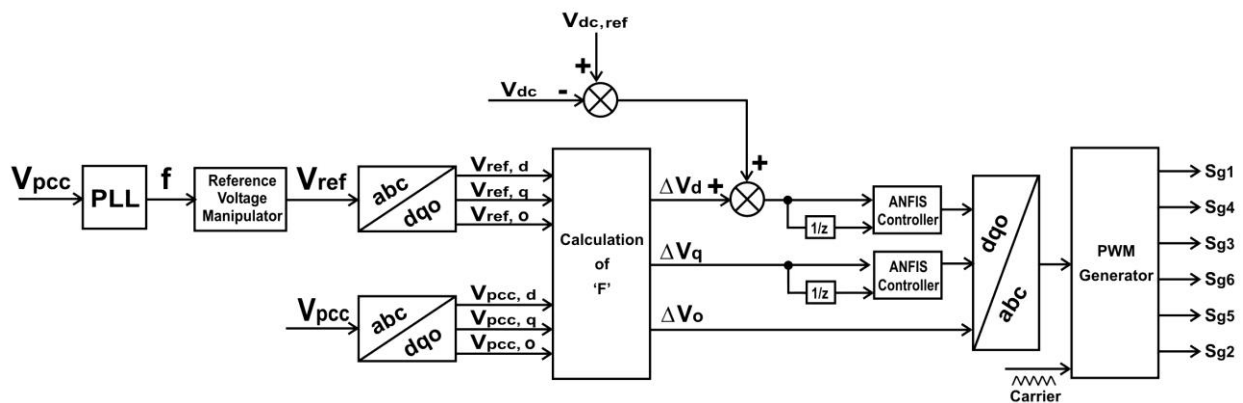 Vdc,ref
+
Vdc
-
+
Vpcc
PLL
f
Reference
Voltage
Manipulator
Vref
abc
dqo
Vref, d
Vref, q
Vref, o
Vpcc
abc
dqo
Vpcc, d
Vpcc, q
Vpcc, o
Calculation
of
‘F’
ΔVd
+
ΔVq
ΔVo
1/z
ANFIS
Controller
1/z
ANFIS
Controller
dqo
abc
Carrier
PWM
Generator
Sg1
Sg4
Sg3
Sg6
Sg5
Sg2